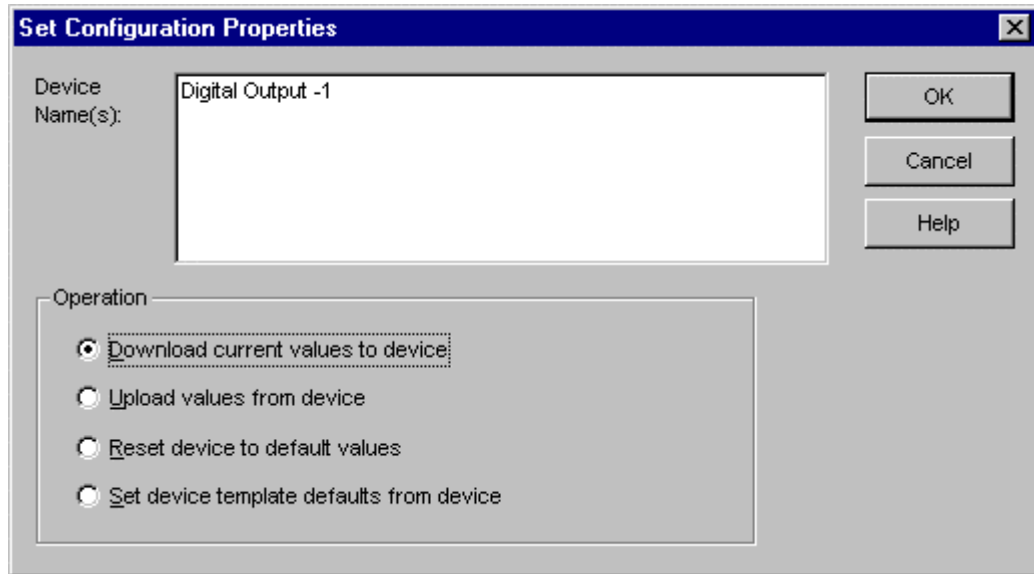 Set Configuration Properties
Device
Name(s):
Digital Output -1
OK
Cancel
Help
Operation
Download current values to device
Upload values from device
Reset device to default values
Set device template defaults from device